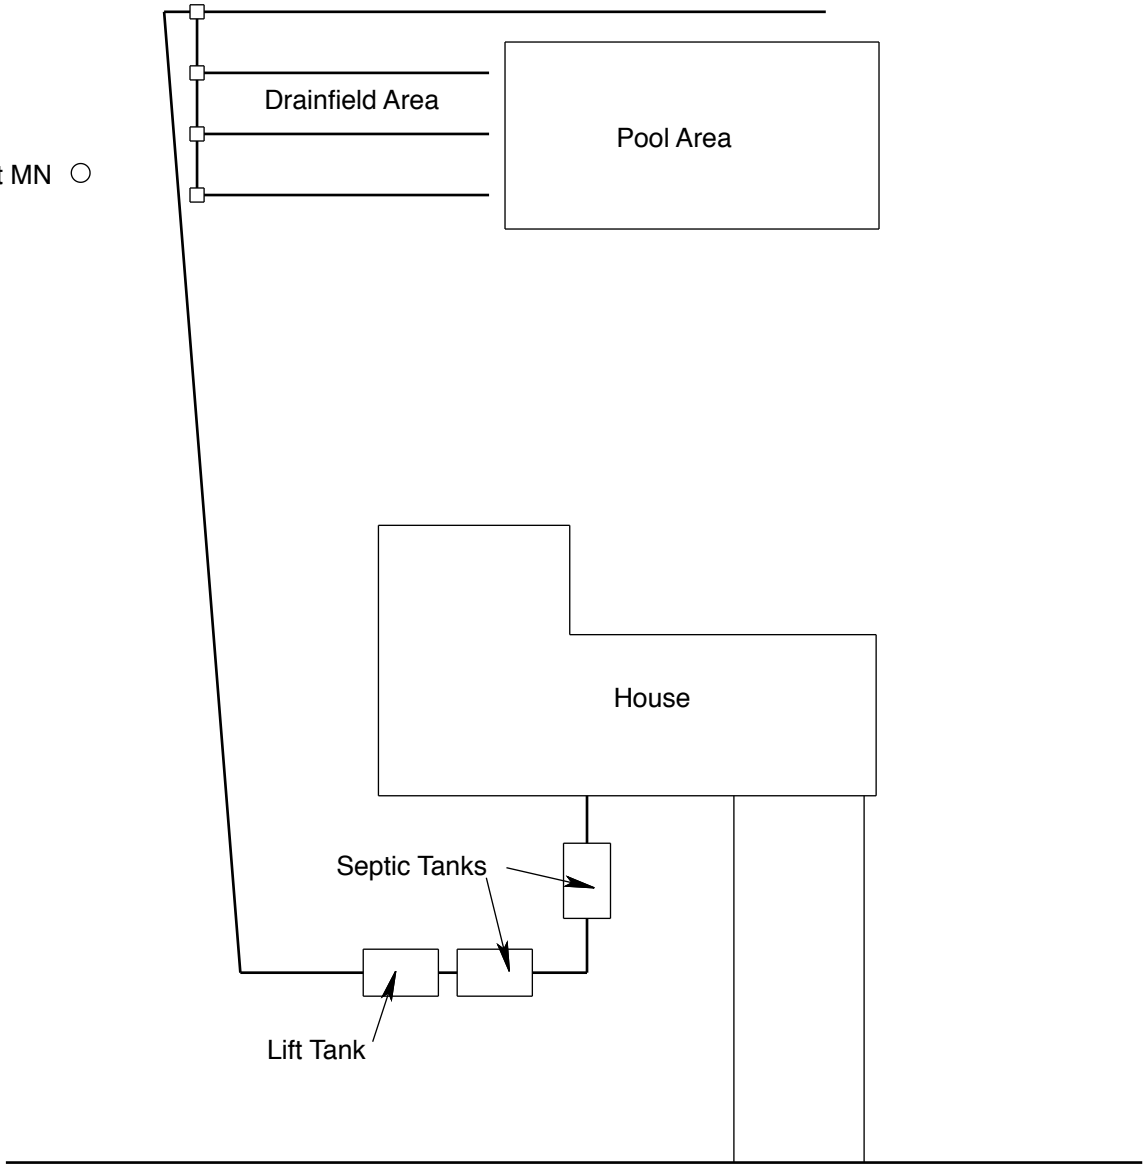 Drainfield Area
Pool Area
MN
House
Septic Tanks
Lift Tank